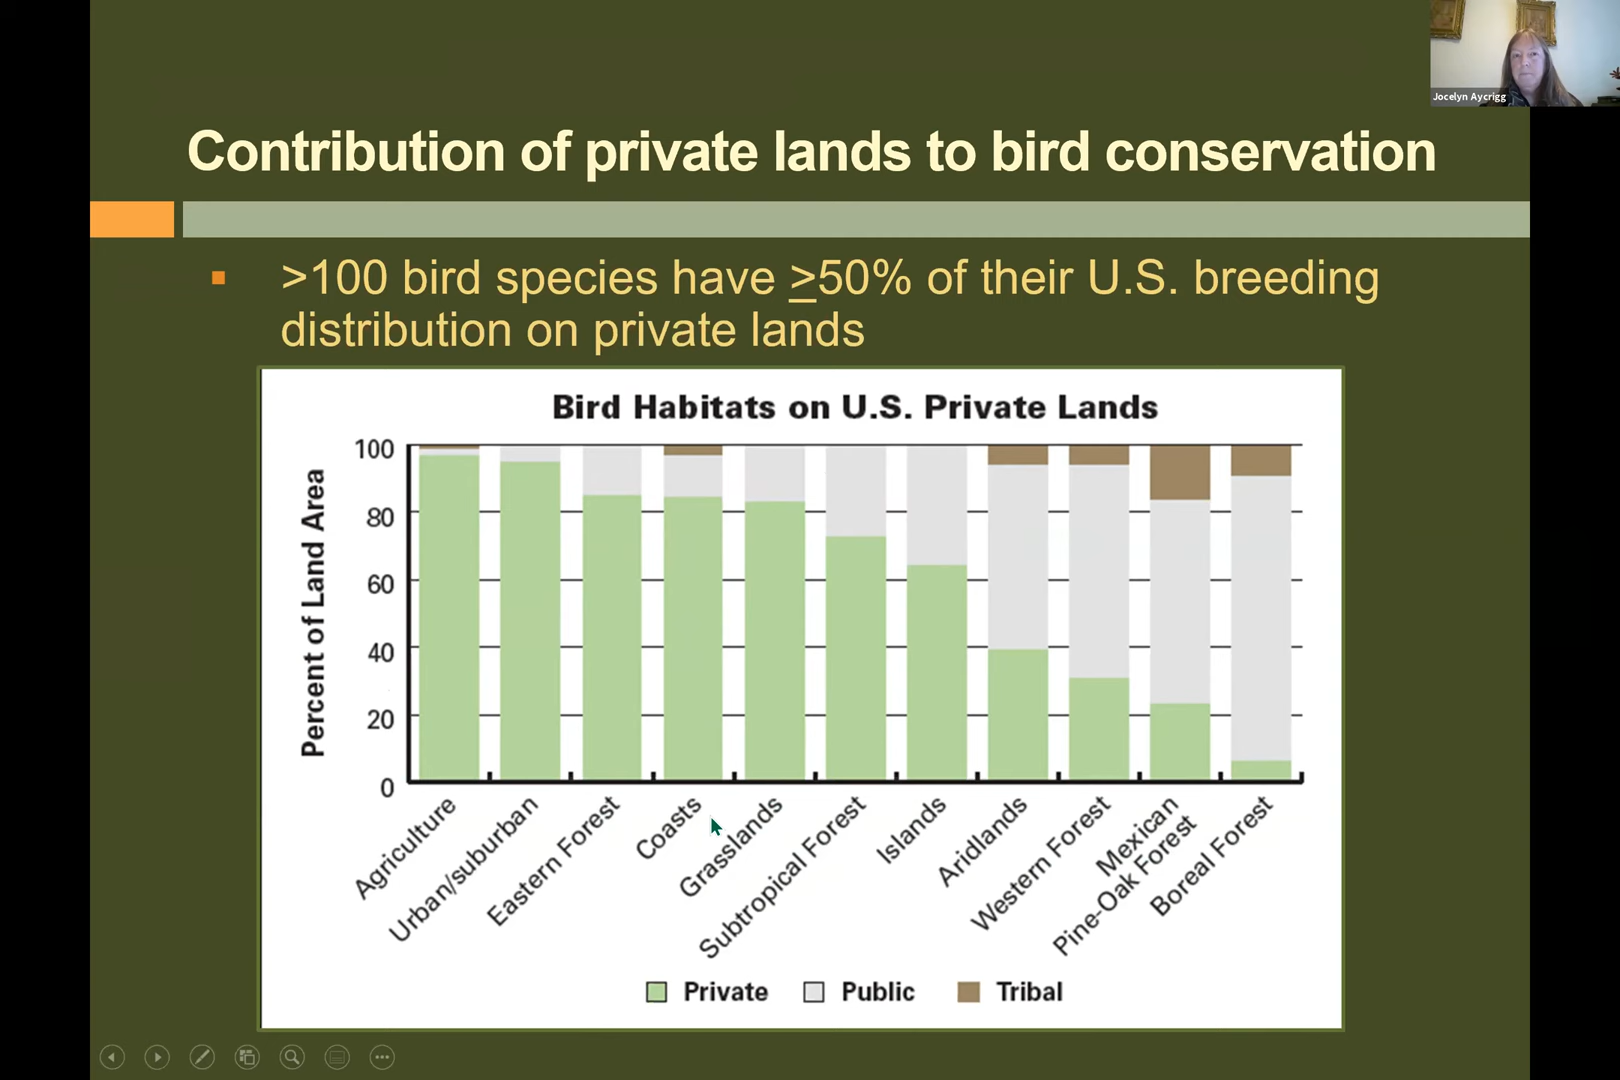 Jocelyn Aycrigg
Contribution of private lands to bird conservation
>100 bird species have ≥50% of their U.S. breeding
distribution on private lands
Bird Habitats on U.S. Private Lands
Percent of Land Area
100
80
60
40
20
0
Agriculture
Urban/suburban
Eastern Forest
Coasts
Grasslands
Subtropical Forest
Islands
Aridlands
Western Forest
Mexican
Pine-Oak Forest
Boreal Forest
Private Public Tribal